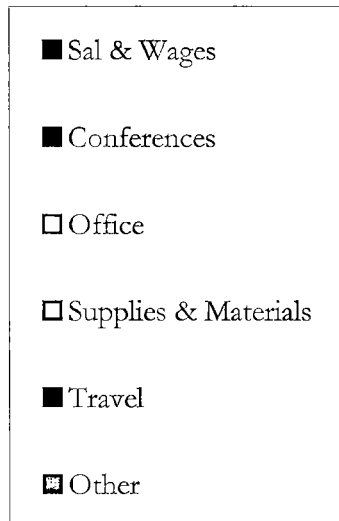 Sal & Wages
Conferences
Office
Supplies & Materials
Travel
Other